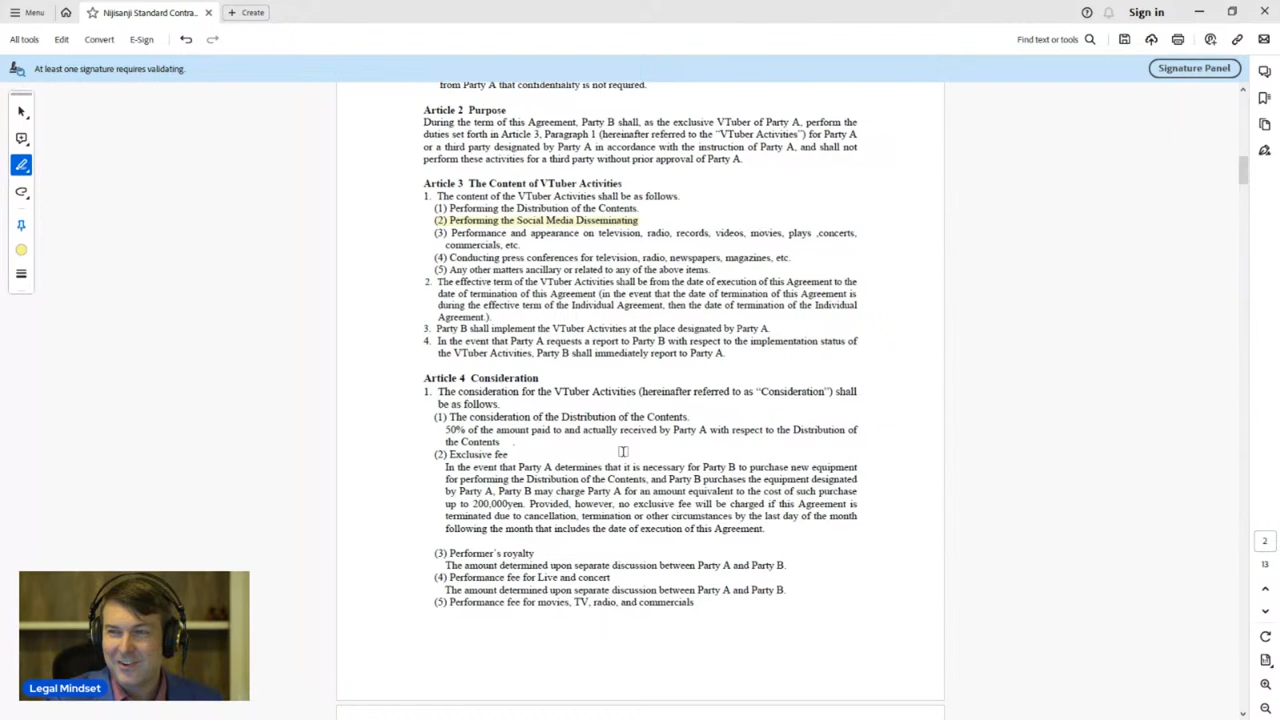 Menu
Nijisanji Standard Contra...
Create
Sign in
All tools
Edit
Convert
E-Sign
Find text or tools
At least one signature requires validating.
Signature Panel
from Party A that confidentiality is not required.
Article 2 Purpose
During the term of this Agreement, Party B shall, as the exclusive VTuber of Party A, perform the
duties set forth in Article 3, Paragraph 1 (hereinafter referred to the "VTuber Activities") for Party A
or a third party designated by Party A in accordance with the instruction of Party A, and shall not
perform these activities for a third party without prior approval of Party A.
Article 3 The Content of VTuber Activities
1. The content of the VTuber Activities shall be as follows.
(1) Performing the Distribution of the Contents.
(2) Performing the Social Media Disseminating
(3) Performance and appearance on television, radio, records, videos, movies, plays ,concerts,
commercials, etc.
(4) Conducting press conferences for television, radio, newspapers, magazines, etc.
(5) Any other matters ancillary or related to any of the above items.
2. The effective term of the VTuber Activities shall be from the date of execution of this Agreement to the
date of termination of this Agreement (in the event that the date of termination of this Agreement is
during the effective term of the Individual Agreement, then the date of termination of the Individual
Agreement.).
3. Party B shall implement the VTuber Activities at the place designated by Party A.
4. In the event that Party A requests a report to Party B with respect to the implementation status of
the VTuber Activities, Party B shall immediately report to Party A.
Article 4 Consideration
1. The consideration for the VTuber Activities (hereinafter referred to as "Consideration") shall
be as follows.
(1) The consideration of the Distribution of the Contents.
50% of the amount paid to and actually received by Party A with respect to the Distribution of
the Contents .
(2) Exclusive fee
In the event that Party A determines that it is necessary for Party B to purchase new equipment
for performing the Distribution of the Contents, and Party B purchases the equipment designated
by Party A, Party B may charge Party A for an amount equivalent to the cost of such purchase
up to 200,000yen. Provided, however, no exclusive fee will be charged if this Agreement is
terminated due to cancellation, termination or other circumstances by the last day of the month
following the month that includes the date of execution of this Agreement.
(3) Performer's royalty
The amount determined upon separate discussion between Party A and Party B.
(4) Performance fee for Live and concert
The amount determined upon separate discussion between Party A and Party B.
(5) Performance fee for movies, TV, radio, and commercials
2
13
Legal Mindset